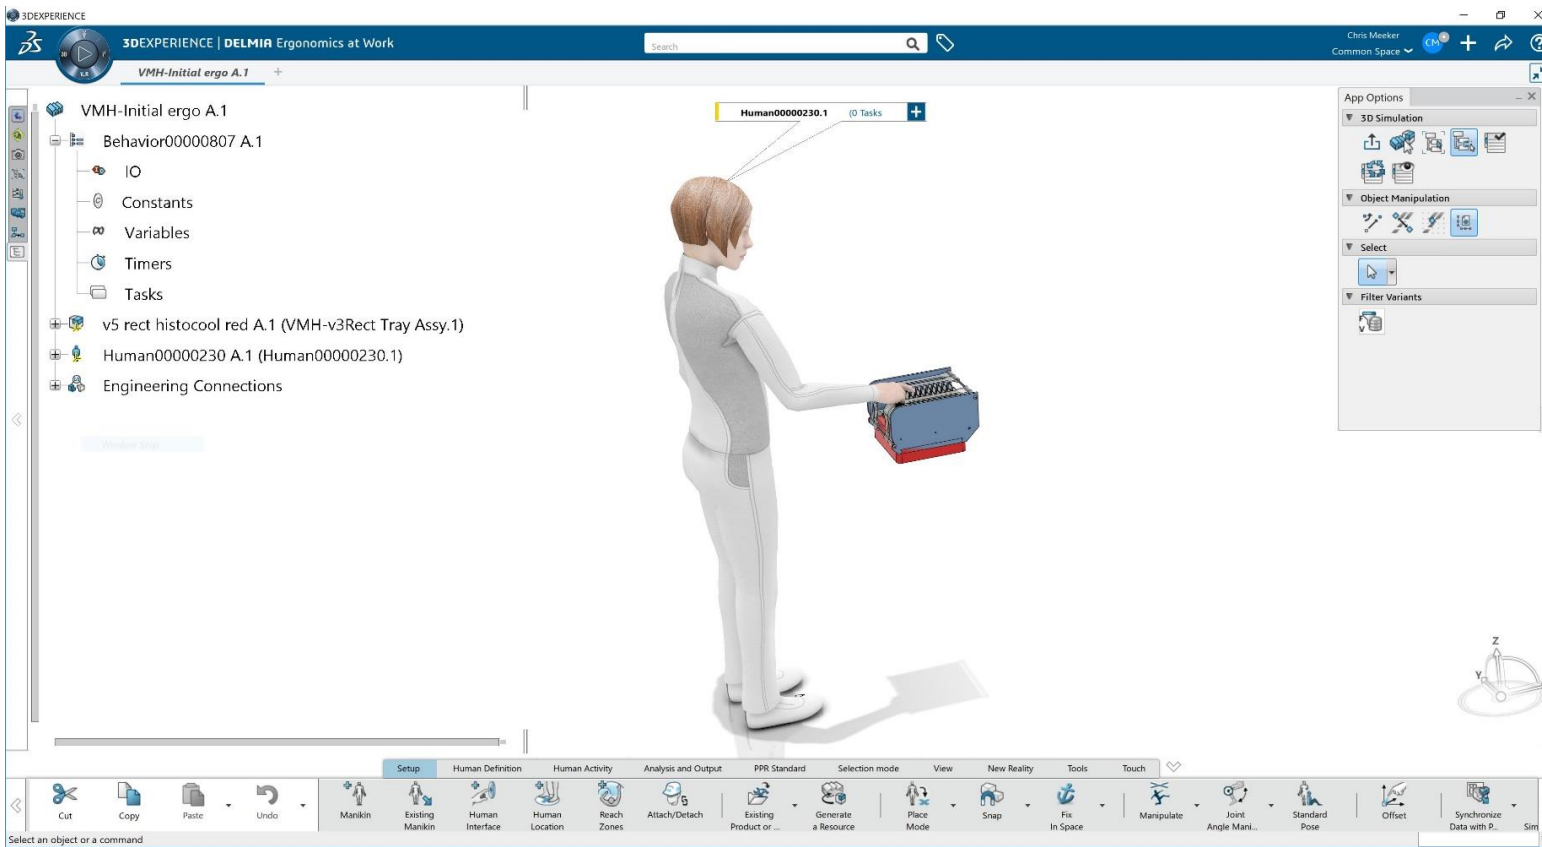 3DEXPERIENCE
3DEXPERIENCE | DELMIA Ergonomics at Work
Search
Chris Meeker
Common Space
CM
VMH-Initial ergo A.1
VMH-Initial ergo A.1
Behavior00000807 A.1
IO
Constants
Variables
Timers
Tasks
v5 rect histocool red A.1 (VMH-v3Rect Tray Assy.1)
Human00000230 A.1 (Human00000230.1)
Engineering Connections
Window Snip
Human00000230.1 (0 Tasks
App Options
3D Simulation
Object Manipulation
Select
Filter Variants
Z
Y
Setup Human Definition Human Activity Analysis and Output PPR Standard Selection mode View New Reality Tools Touch
Cut
Copy
Paste
Undo
Manikin
Existing
Manikin
Human
Interface
Human
Location
Reach
Zones
Attach/Detach
Existing
Product or ...
Generate
a Resource
Place
Mode
Snap
Fix
In Space
Manipulate
Joint
Angle Mani...
Standard
Pose
Offset
Synchronize
Data with P...
Sim
Select an object or a command